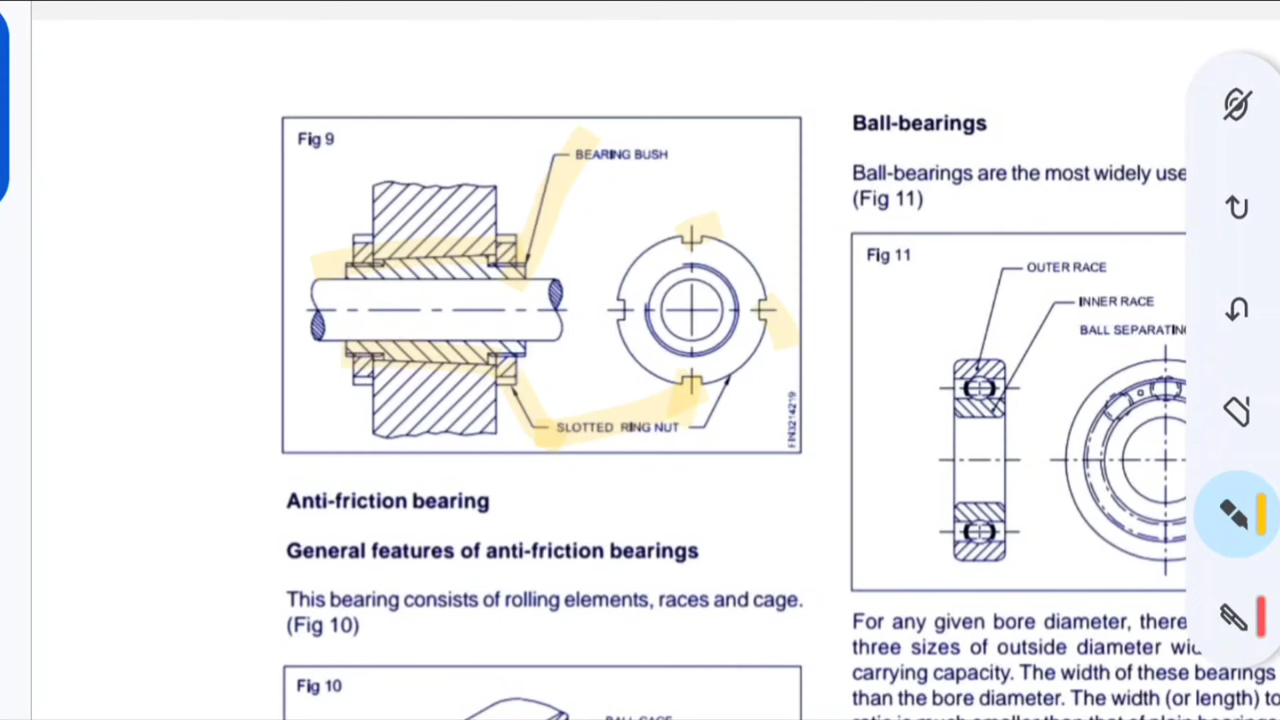 Fig 9
BEARING BUSH
SLOTTED RING NUT
FIN3214219
Anti-friction bearing
General features of anti-friction bearings
This bearing consists of rolling elements, races and cage.
(Fig 10)
Fig 10
Ball-bearings
Ball-bearings are the most widely use
(Fig 11)
Fig 11
OUTER RACE
INNER RACE
BALL SEPARATIN
For any given bore diameter, there
three sizes of outside diameter
carrying capacity. The width of these bearings
than the bore diameter. The width (or length) to